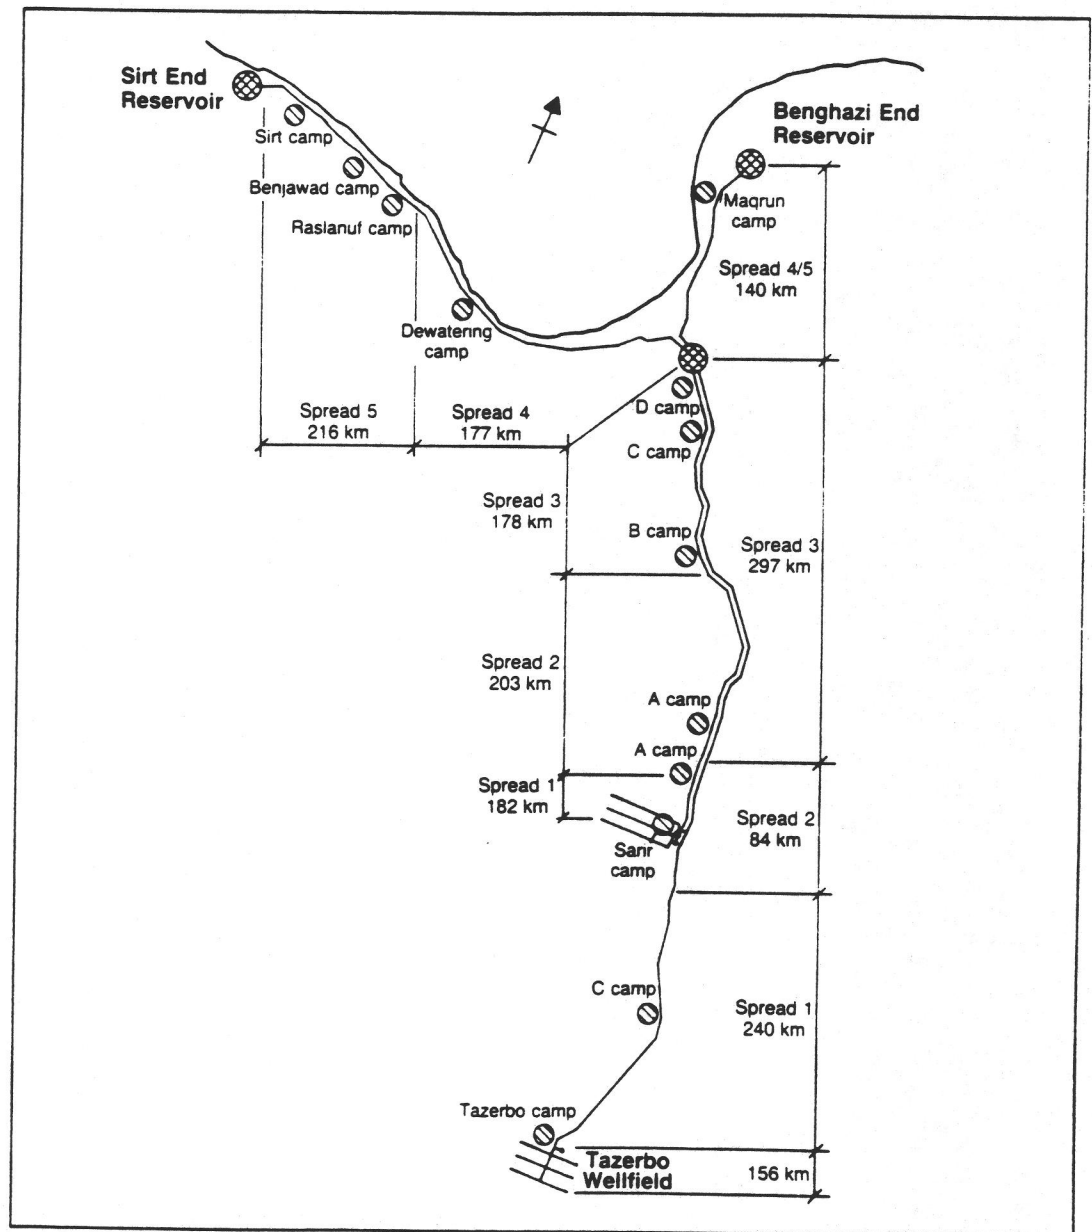 Sirt End
Reservoir
Benghazi End
Reservoir
Sirt camp
Benjawad camp
Maqrun
camp
Raslanuf camp
Spread 4/5
140 km
Dewatering
camp
Spread 5
216 km
Spread 4
177 km
D camp
C camp
Spread 3
178 km
B camp
Spread 3
297 km
Spread 2
203 km
A camp
A camp
Spread 1
182 km
Spread 2
84 km
Sarir
camp
C camp
Spread 1
240 km
Tazerbo camp
Tazerbo
Wellfield
156 km